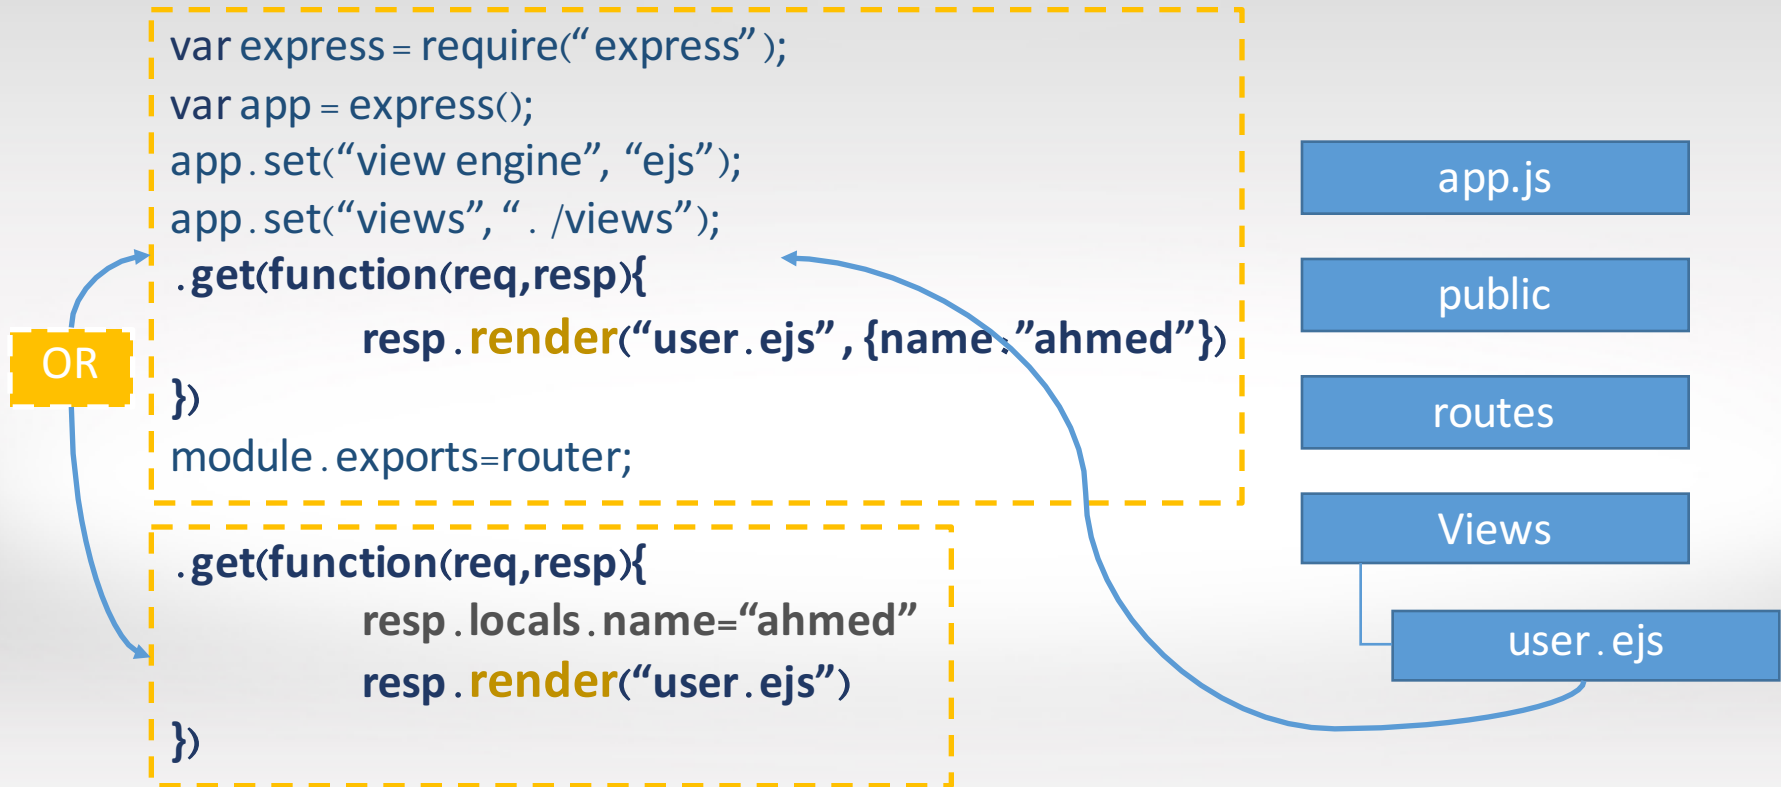 var express = require(“express”);
var app = express();
app.set(“view engine”, “ejs”);
app.set(“views”, “. /views”);
.get(function(req,resp){
resp.render(“user.ejs”, {name:”ahmed”})
})
module.exports=router;
OR
.get(function(req,resp){
resp.locals.name=“ahmed”
resp.render(“user.ejs”)
})
app.js
public
routes
Views
user.ejs